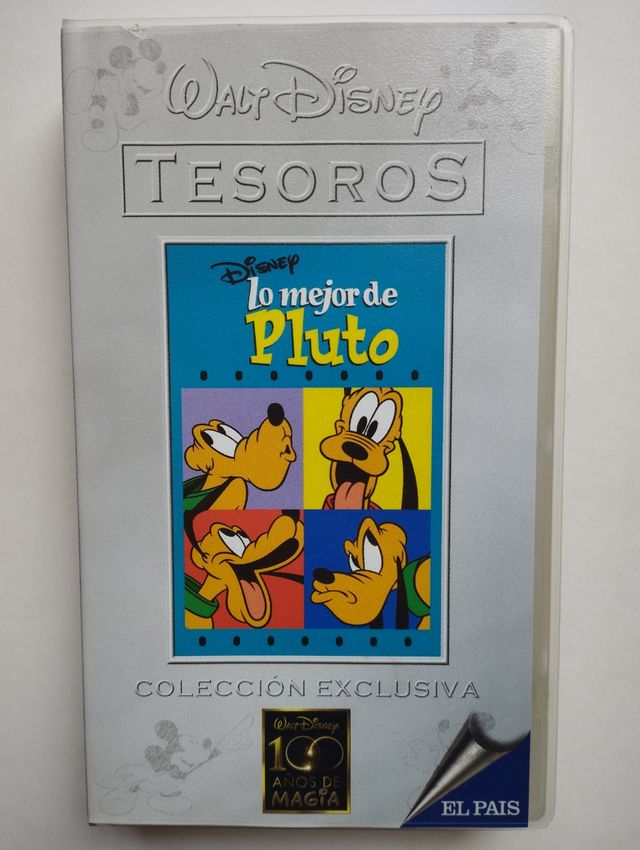 WALT DISNEY
TESOROS
DISNEY
lo mejor de
Pluto
COLECCIÓN EXCLUSIVA
WALT DISNEY
100
AÑOS DE
MAGiA
EL PAIS